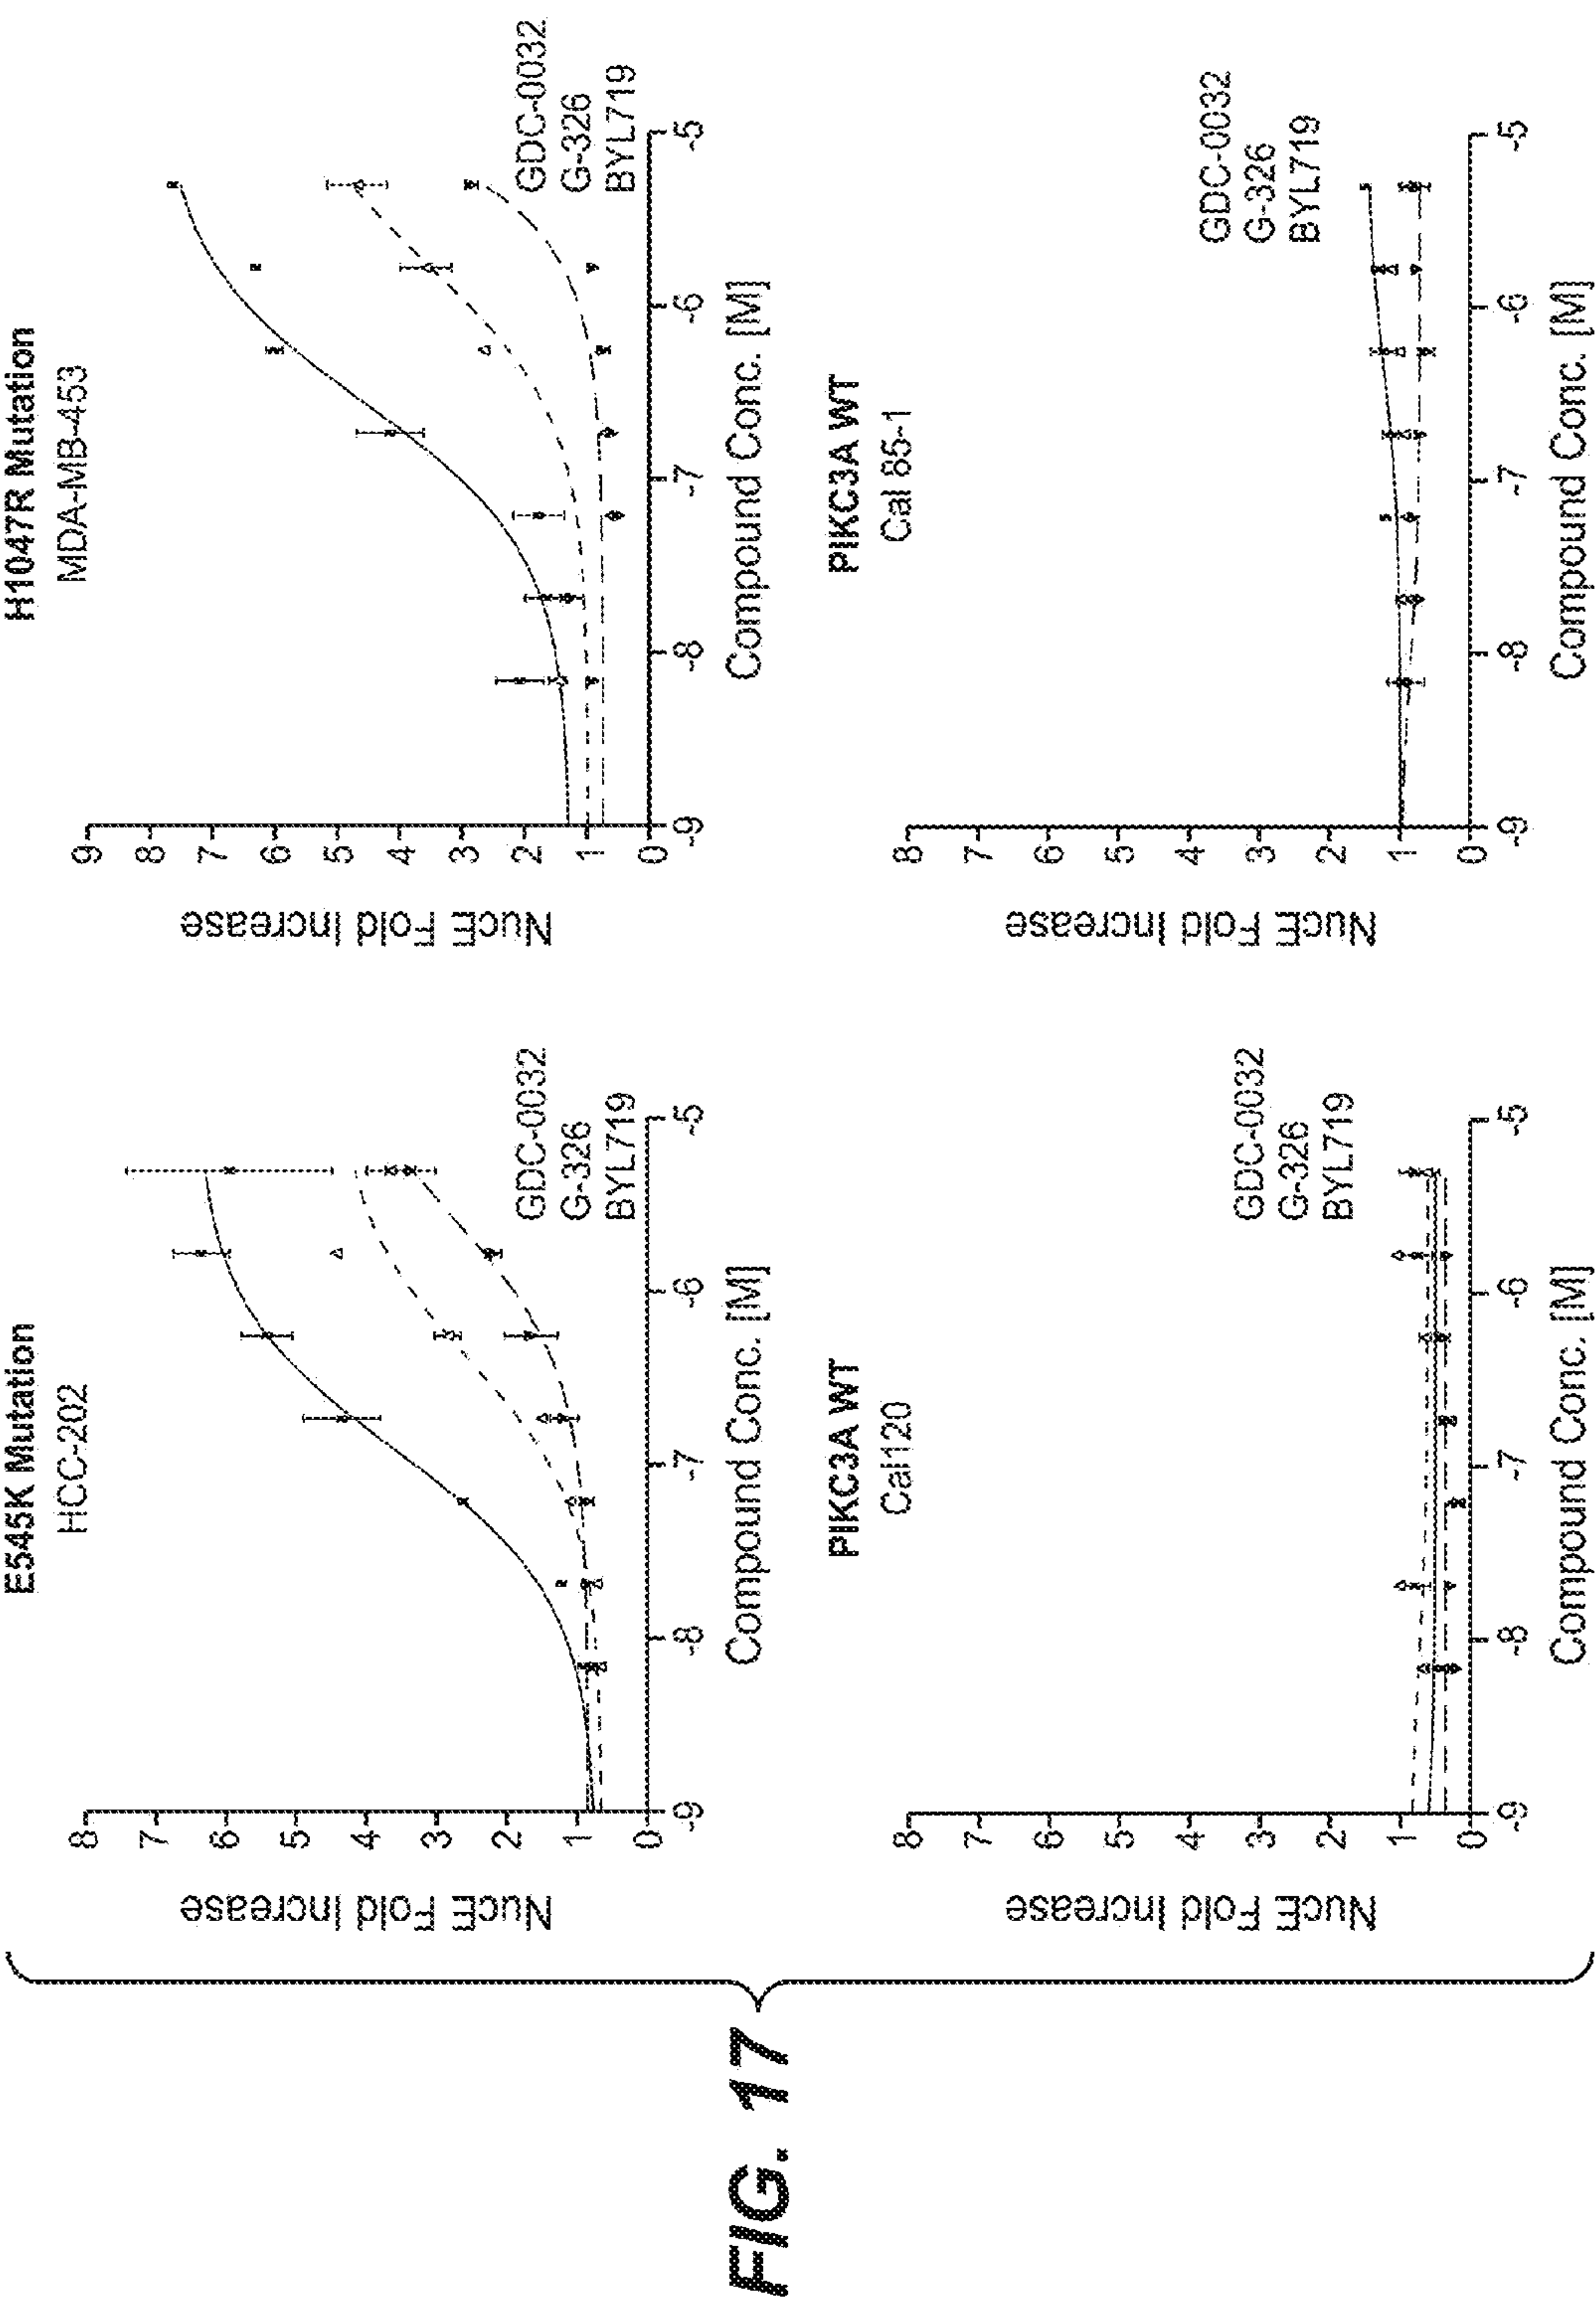 FIG. 17
E545K Mutation
HCC-202
NucE Fold Increase
8
7
6
5
4
3
2
1
0
-9
-8
-7
-6
-5
GDC-0032
G-326
BYL719
Compound Conc. [M]
H1047R Mutation
MDA-MB-453
NucE Fold Increase
9
8
7
6
5
4
3
2
1
0
-9
-8
-7
-6
-5
GDC-0032
G-326
BYL719
Compound Conc. [M]
PIKC3A WT
Cal120
NucE Fold Increase
8
7
6
5
4
3
2
1
0
-9
-8
-7
-6
-5
GDC-0032
G-326
BYL719
Compound Conc. [M]
PIKC3A WT
Cal 85-1
NucE Fold Increase
8
7
6
5
4
3
2
1
0
-9
-8
-7
-6
-5
GDC-0032
G-326
BYL719
Compound Conc. [M]